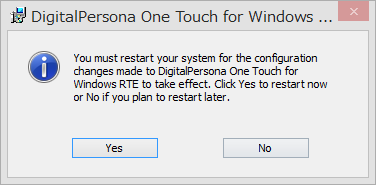 DigitalPersona One Touch for Windows ...
You must restart your system for the configuration
changes made to DigitalPersona One Touch for
Windows RTE to take effect. Click Yes to restart now
or No if you plan to restart later.
Yes
No